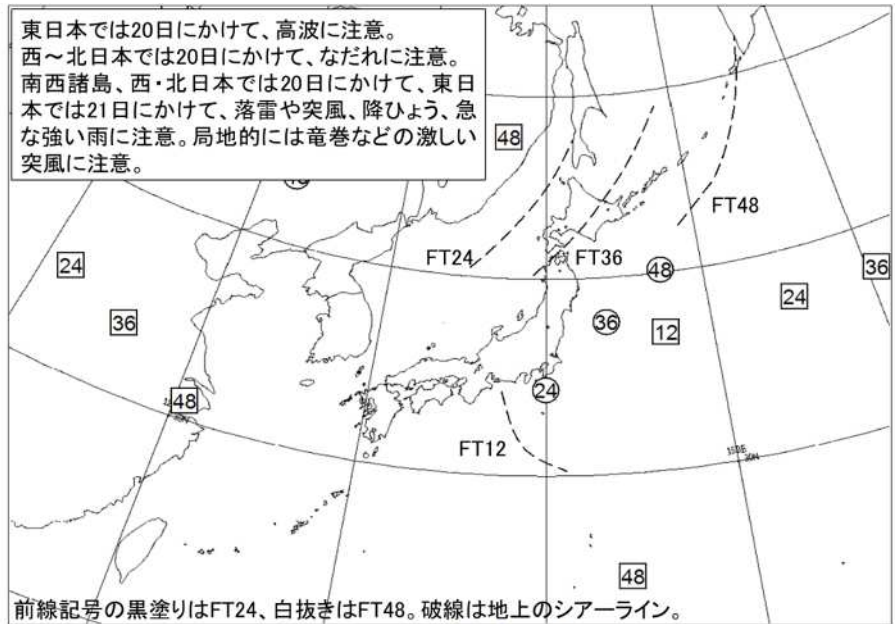 東日本では20日にかけて、高波に注意。
西～北日本では20日にかけて、なだれに注意。
南西諸島、西・北日本では20日にかけて、東日
本では21日にかけて、落雷や突風、降ひょう、急
な強い雨に注意。局地的には竜巻などの激しい
突風に注意。
48
FT48
FT24
FT36
24
48
36
24
36
36
12
48
24
FT12
48
前線記号の黒塗りはFT24、白抜きはFT48。破線は地上のシアーライン。